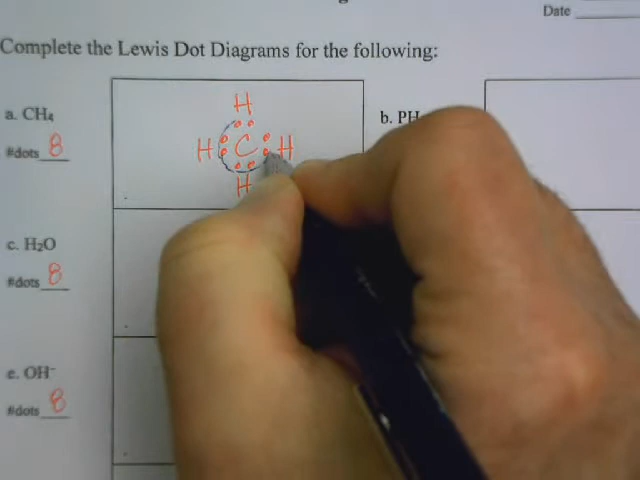 Date
Complete the Lewis Dot Diagrams for the following:
a. CH₄
#dots 8
H
H C H
H
b. PH
c. H₂O
#dots 8
e. OH⁻
#dots 8